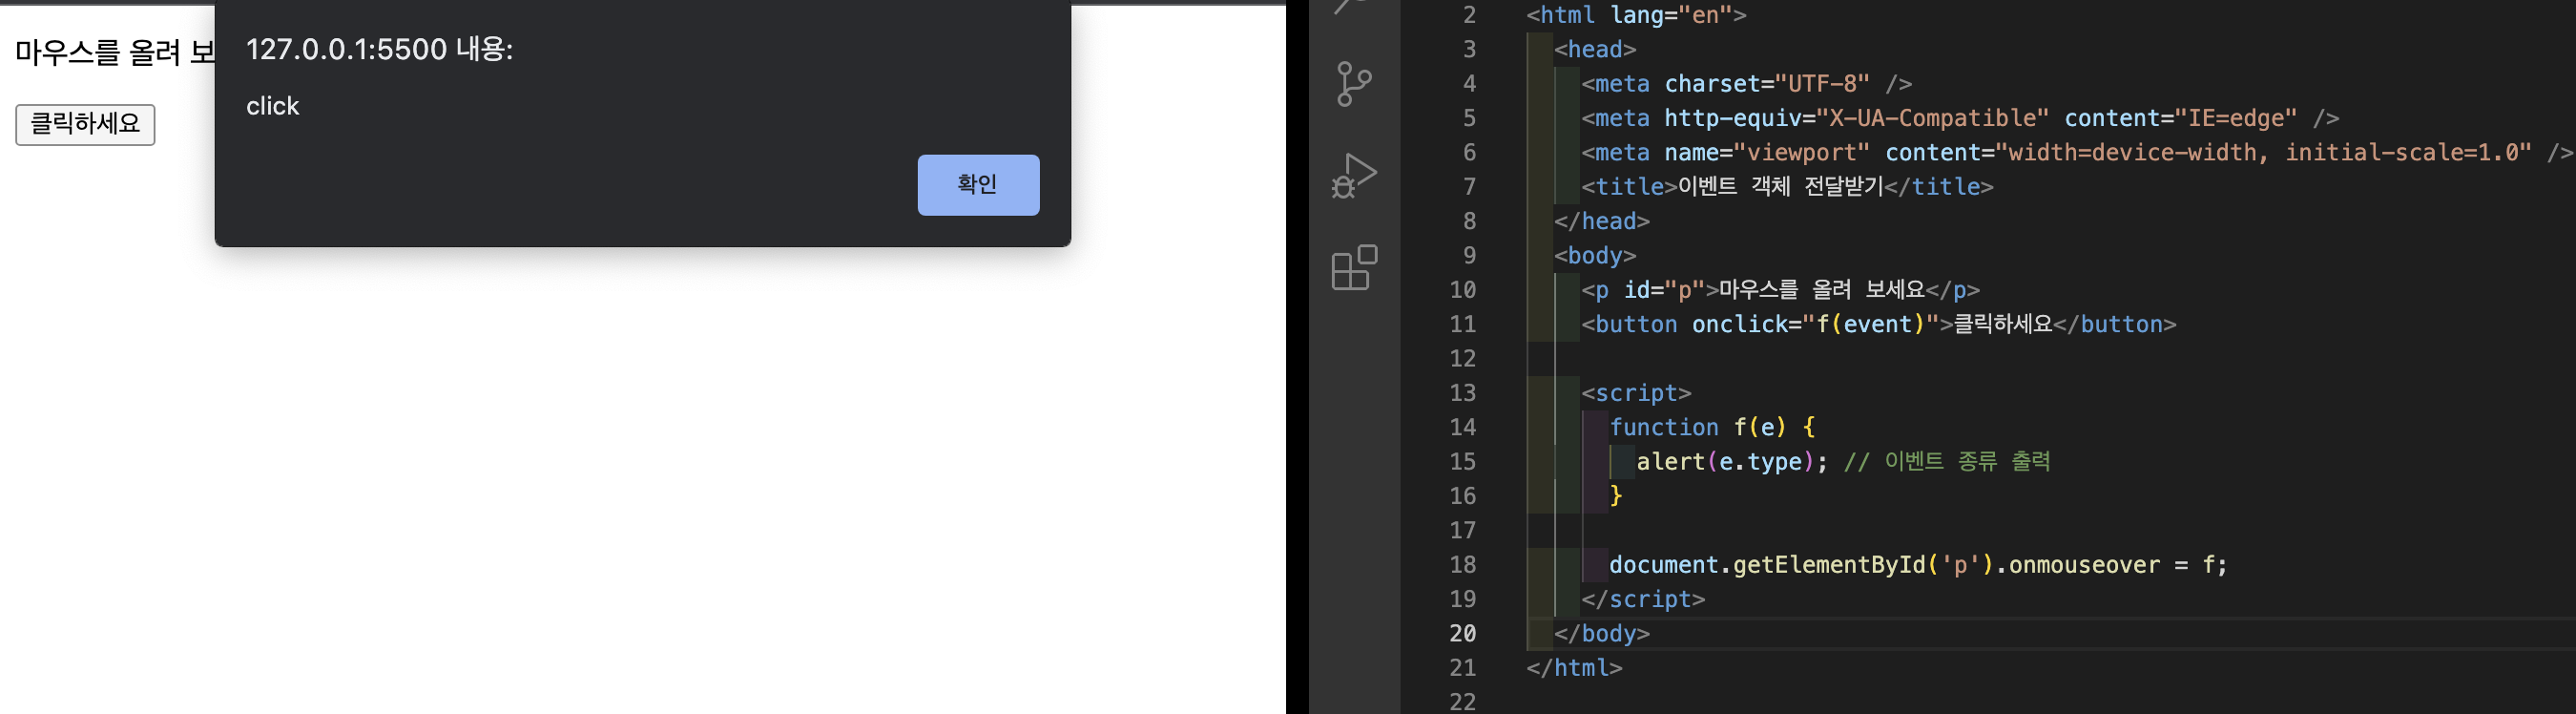 마우스를 올려 보
클릭하세요
127.0.0.1:5500 내용:
click
확인
2 <html lang="en">
3 <head>
4 <meta charset="UTF-8" />
5 <meta http-equiv="X-UA-Compatible" content="IE=edge" />
6 <meta name="viewport" content="width=device-width, initial-scale=1.0" />
7 <title>이벤트 객체 전달받기</title>
8 </head>
9 <body>
10 <p id="p">마우스를 올려 보세요</p>
11 <button onclick="f(event)">클릭하세요</button>
12
13 <script>
14 function f(e) {
15 alert(e.type); // 이벤트 종류 출력
16 }
17
18 document.getElementById('p').onmouseover = f;
19 </script>
20 </body>
21 </html>
22